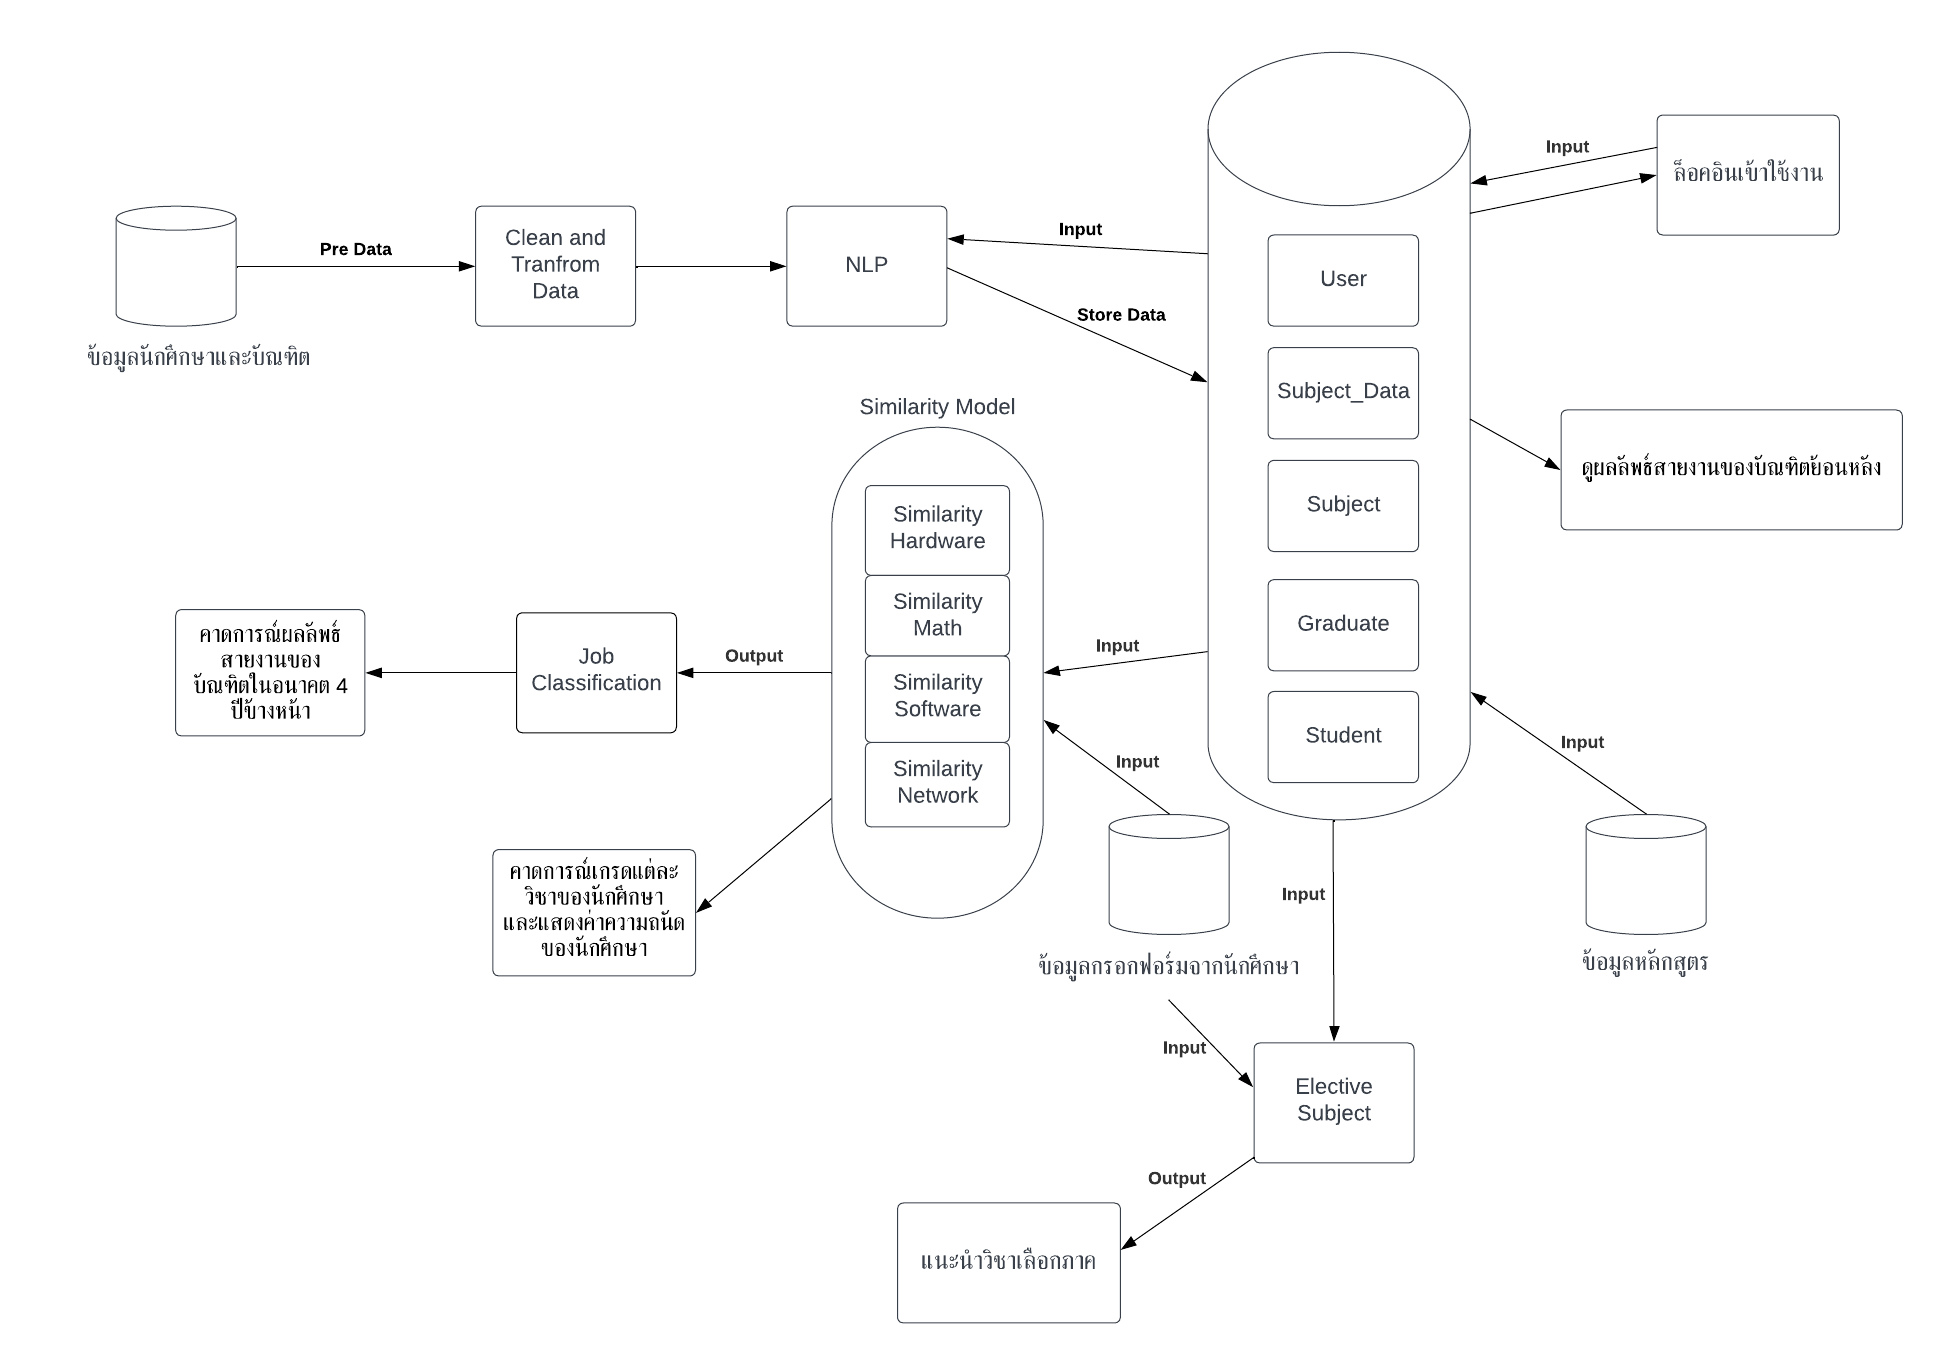 Input
ล็อคอินเข้าใช้งาน
Pre Data
Clean and
Tranfrom
Data
NLP
Input
Store Data
User
Subject_Data
Subject
Graduate
Student
ข้อมูลนักศึกษาและบัณฑิต
ดูผลลัพธ์สายงานของบัณฑิตย้อนหลัง
Similarity Model
Similarity
Hardware
Similarity
Math
Similarity
Software
Similarity
Network
Input
Output
Job
Classification
คาดการณ์ผลลัพธ์
สายงานของ
บัณฑิตในอนาคต 4
ปีข้างหน้า
Input
Input
คาดการณ์เกรดแต่ละ
วิชาของนักศึกษา
และแสดงค่าความถนัด
ของนักศึกษา
Input
ข้อมูลกรอกฟอร์มจากนักศึกษา
ข้อมูลหลักสูตร
Input
Elective
Subject
Output
แนะนำวิชาเลือกภาค